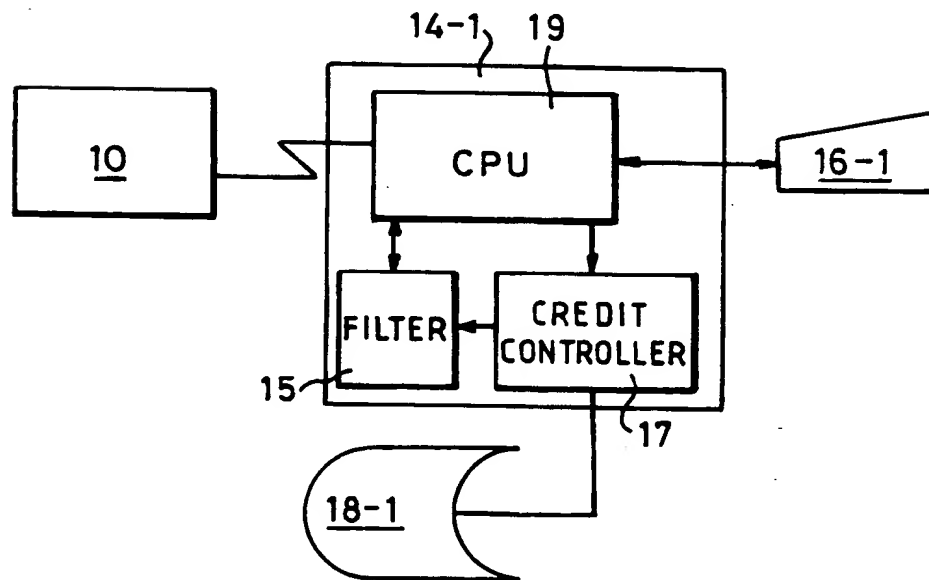 14-1
19
10
CPU
16-1
FILTER
CREDIT
CONTROLLER
15
17
18-1